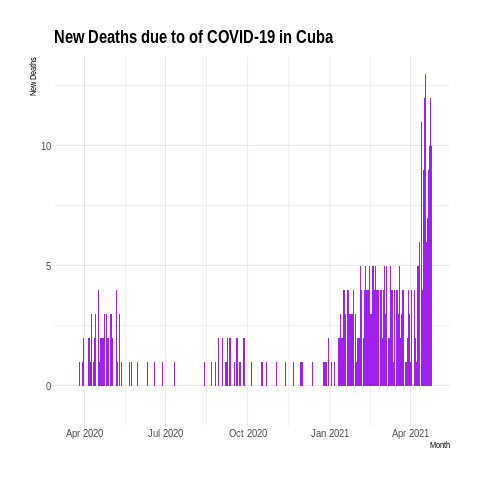 New Deaths due to of COVID-19 in Cuba
New Deaths
10
5
0
Apr 2020 Jul 2020 Oct 2020 Jan 2021 Apr 2021
Month